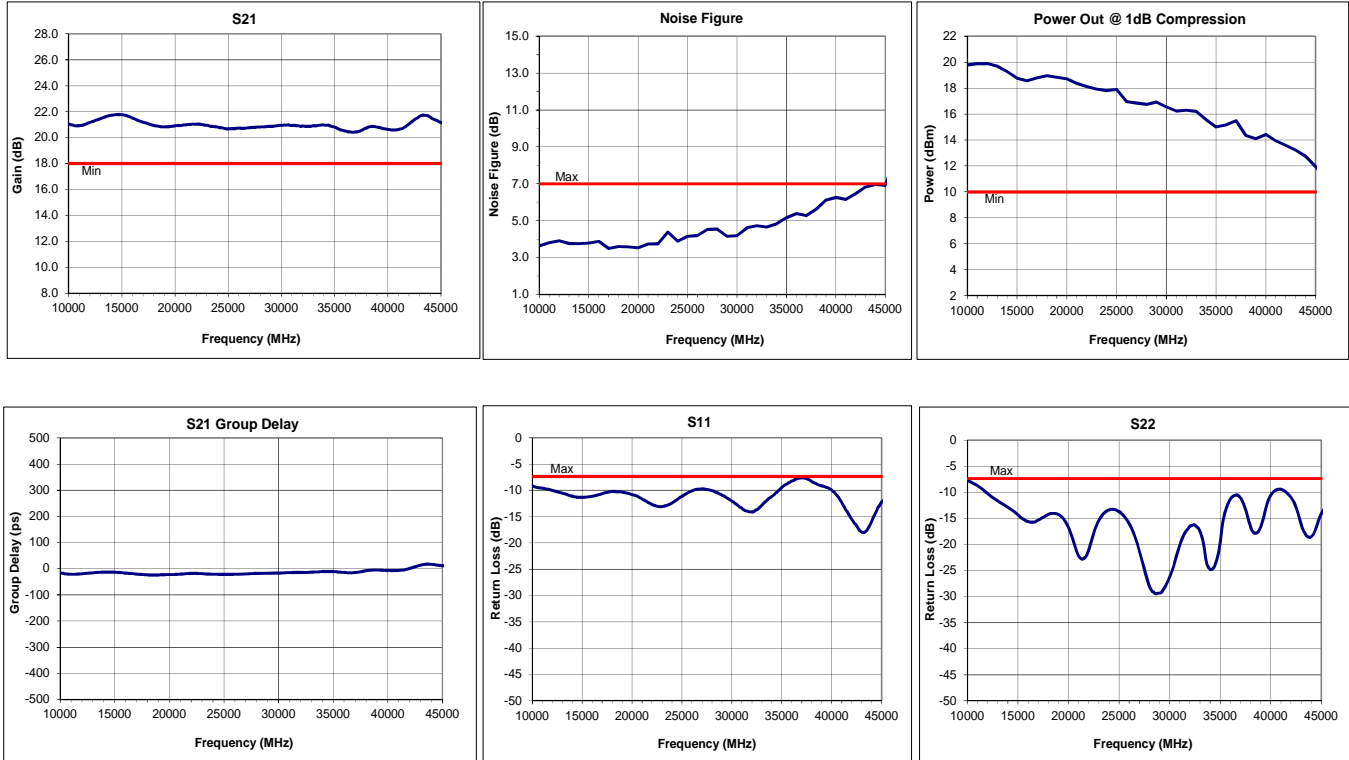 S21
Gain (dB)
28.0
26.0
24.0
22.0
20.0
18.0
16.0
14.0
12.0
10.0
8.0
Min
10000 15000 20000 25000 30000 35000 40000 45000
Frequency (MHz)
Noise Figure
Noise Figure (dB)
15.0
13.0
11.0
9.0
7.0
5.0
3.0
1.0
Max
10000 15000 20000 25000 30000 35000 40000 45000
Frequency (MHz)
Power Out @ 1dB Compression
Power (dBm)
22
20
18
16
14
12
10
8
6
4
2
Min
10000 15000 20000 25000 30000 35000 40000 45000
Frequency (MHz)
S21 Group Delay
Group Delay (ps)
500
400
300
200
100
0
-100
-200
-300
-400
-500
10000 15000 20000 25000 30000 35000 40000 45000
Frequency (MHz)
S11
Return Loss (dB)
0
-5
-10
-15
-20
-25
-30
-35
-40
-45
-50
Max
10000 15000 20000 25000 30000 35000 40000 45000
Frequency (MHz)
S22
Return Loss (dB)
0
-5
-10
-15
-20
-25
-30
-35
-40
-45
-50
Max
10000 15000 20000 25000 30000 35000 40000 45000
Frequency (MHz)